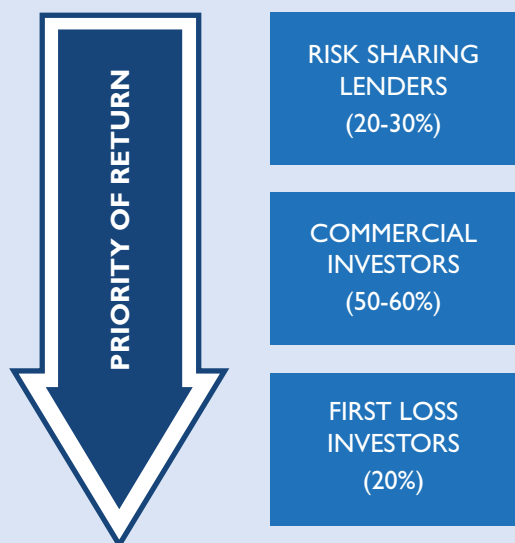 PRIORITY OF RETURN
RISK SHARING
LENDERS
(20-30%)
COMMERCIAL
INVESTORS
(50-60%)
FIRST LOSS
INVESTORS
(20%)